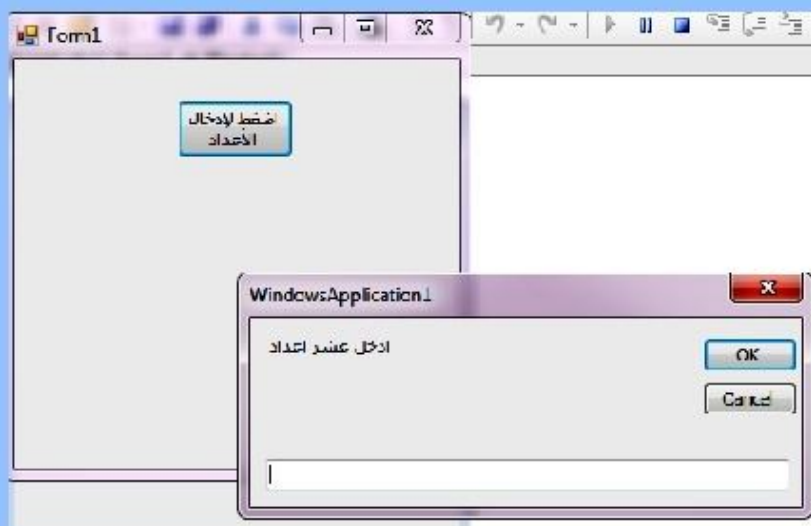 Form1
اضغط لإدخال
الأعداد
WindowsApplication1
ادخل عشر اعداد
OK
Cancel